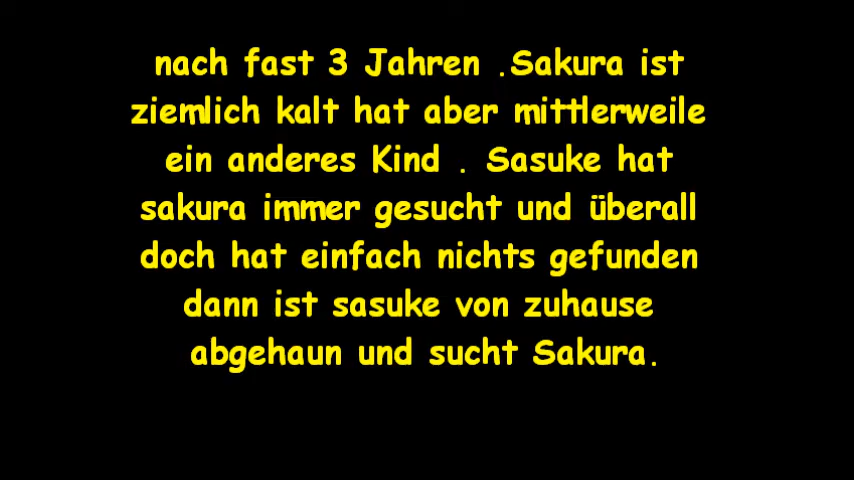 nach fast 3 Jahren .Sakura ist
ziemlich kalt hat aber mittlerweile
ein anderes Kind . Sasuke hat
sakura immer gesucht und überall
doch hat einfach nichts gefunden
dann ist sasuke von zuhause
abgehaun und sucht Sakura.